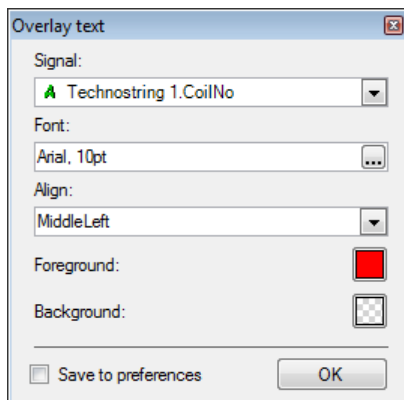 Overlay text
Signal:
A Technostring 1.CoilNo
Font:
Arial, 10pt
...
Align:
MiddleLeft
Foreground:
Background:
Save to preferences
OK